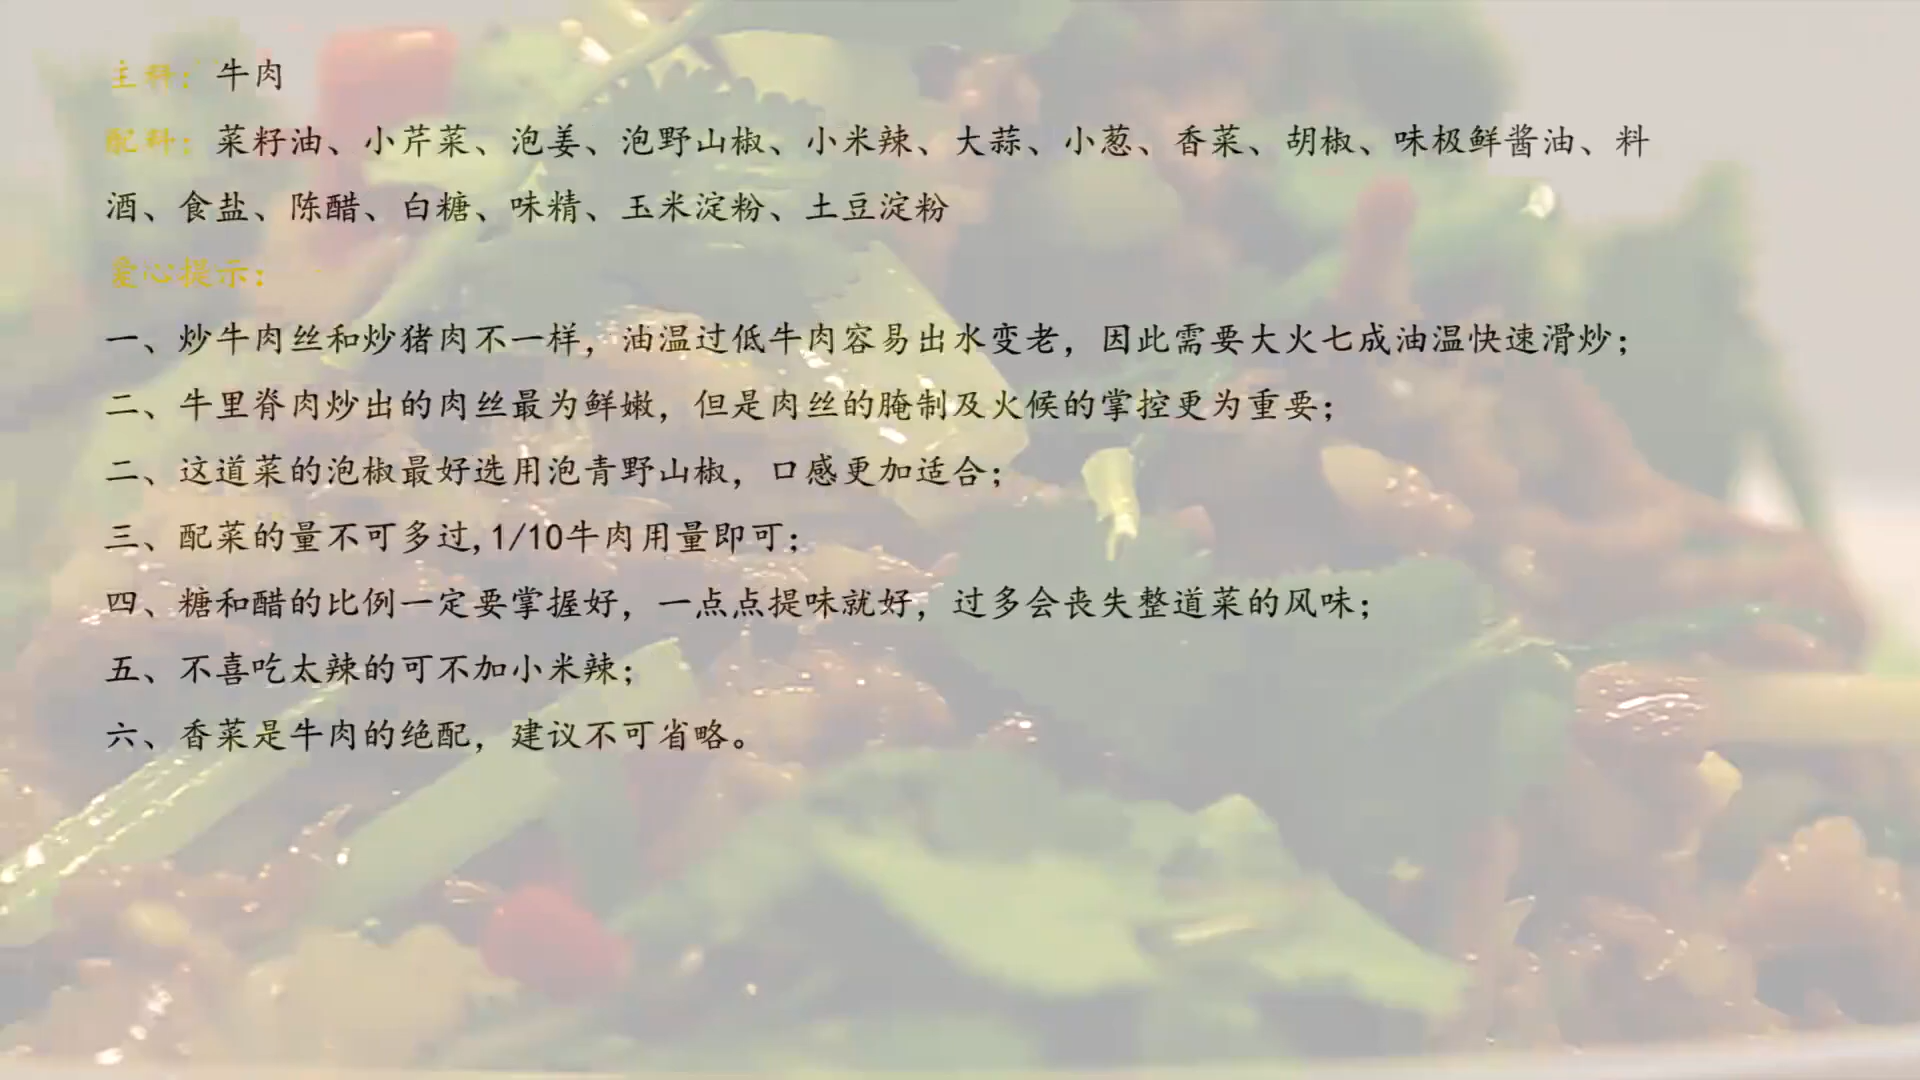 主料：牛肉
配料：菜籽油、小芹菜、泡姜、泡野山椒、小米辣、大蒜、小葱、香菜、胡椒、味极鲜酱油、料
酒、食盐、陈醋、白糖、味精、玉米淀粉、土豆淀粉
爱心提示：
一、炒牛肉丝和炒猪肉不一样，油温过低牛肉容易出水变老，因此需要大火七成油温快速滑炒；
二、牛里脊肉炒出的肉丝最为鲜嫩，但是肉丝的腌制及火候的掌控更为重要；
二、这道菜的泡椒最好选用泡青野山椒，口感更加适合；
三、配菜的量不可多过,1/10牛肉用量即可；
四、糖和醋的比例一定要掌握好，一点点提味就好，过多会丧失整道菜的风味；
五、不喜吃太辣的可不加小米辣；
六、香菜是牛肉的绝配，建议不可省略。